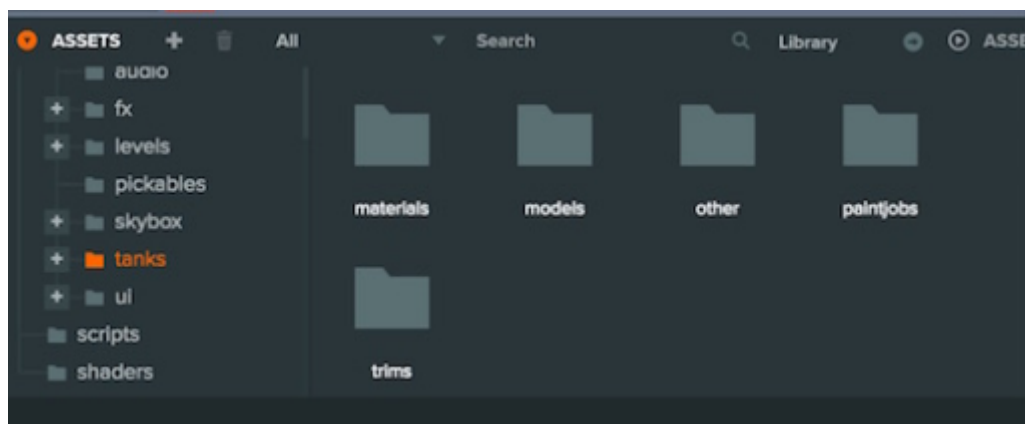 ASSETS All Search Library ASSE
audio
fx
levels
pickables
skybox
tanks
ui
scripts
shaders
materials models other paintjobs
trims